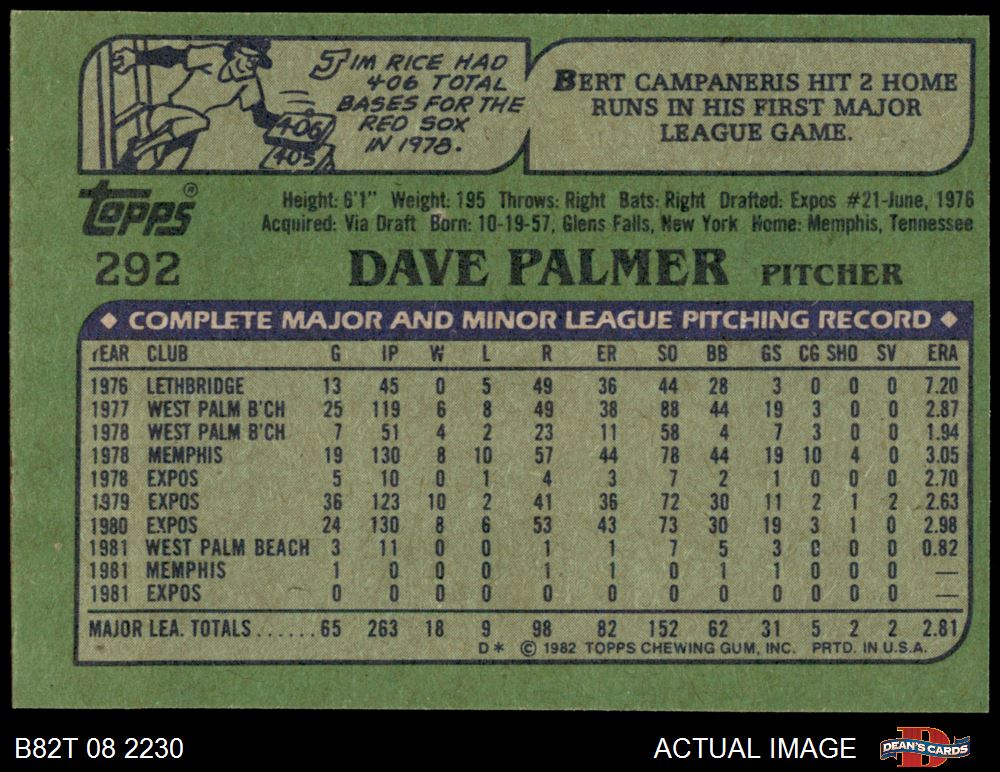 JIM RICE HAD
406 TOTAL
BASES FOR THE
RED SOX
IN 1978.
406
405
BERT CAMPANERIS HIT 2 HOME
RUNS IN HIS FIRST MAJOR
LEAGUE GAME.
Topps®
Height: 6'1" Weight: 195 Throws: Right Bats: Right Drafted: Expos #21-June, 1976
Acquired: Via Draft Born: 10-19-57, Glens Falls, New York Home: Memphis, Tennessee
292 DAVE PALMER PITCHER
◆ COMPLETE MAJOR AND MINOR LEAGUE PITCHING RECORD ◆
YEAR CLUB G IP W L R ER SO BB GS CG SHO SV ERA
1976 LETHBRIDGE 13 45 0 5 49 36 44 28 3 0 0 0 7.20
1977 WEST PALM B'CH 25 119 6 8 49 38 88 44 19 3 0 0 2.87
1978 WEST PALM B'CH 7 51 4 2 23 11 58 4 7 3 0 0 1.94
1978 MEMPHIS 19 130 8 10 57 44 78 44 19 10 4 0 3.05
1978 EXPOS 5 10 0 1 4 3 7 2 1 0 0 0 2.70
1979 EXPOS 36 123 10 2 41 36 72 30 11 2 1 2 2.63
1980 EXPOS 24 130 8 6 53 43 73 30 19 3 1 0 2.98
1981 WEST PALM BEACH 3 11 0 0 1 1 7 5 3 0 0 0 0.82
1981 MEMPHIS 1 0 0 0 1 1 0 1 1 0 0 0 —
1981 EXPOS 0 0 0 0 0 0 0 0 0 0 0 0 —
MAJOR LEA. TOTALS......65 263 18 9 98 82 152 62 31 5 2 2 2.81
D* © 1982 TOPPS CHEWING GUM, INC. PRTD. IN U.S.A.
B82T 08 2230 ACTUAL IMAGE D DEAN'S CARDS